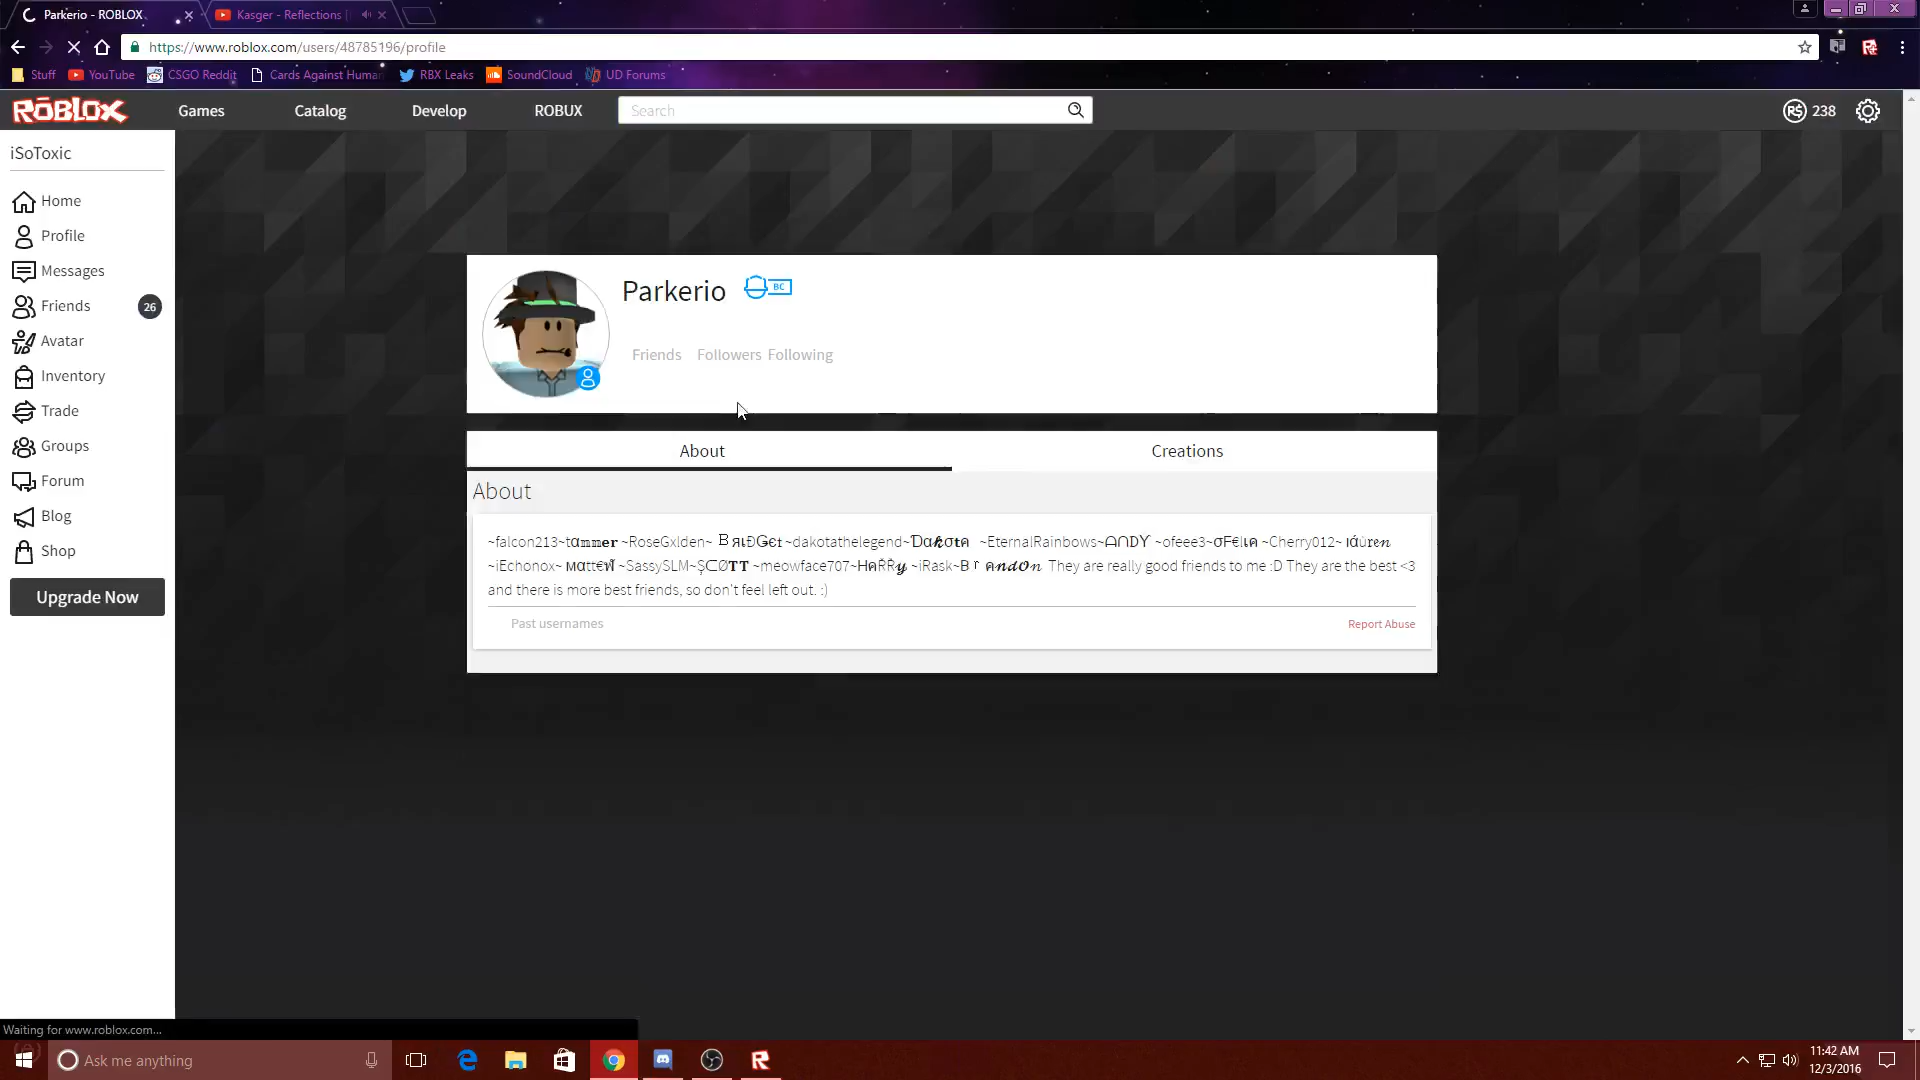 Parkerio - ROBLOX
Kasger - Reflections |
https://www.roblox.com/users/48785196/profile
Stuff
YouTube
CSGO Reddit
Cards Against Human
RBX Leaks
SoundCloud
UD Forums
ROBLOX
Games
Catalog
Develop
ROBUX
Search
R$ 238
iSoToxic
Home
Profile
Messages
Friends 26
Avatar
Inventory
Trade
Groups
Forum
Blog
Shop
Upgrade Now
Parkerio BC
Friends Followers Following
About
Creations
About
~falcon213~tαnner ~RoseGxlden~ ~dakotathelegend~ ~EternalRainbows~ ~ofeee3~ ~Cherry012~
~iEchonox~ ~SassySLM~ ~meowface707~ ~iRask~ They are really good friends to me :D They are the best <3
and there is more best friends, so don't feel left out. :)
Past usernames
Report Abuse
Waiting for www.roblox.com...
Ask me anything
11:42 AM
12/3/2016